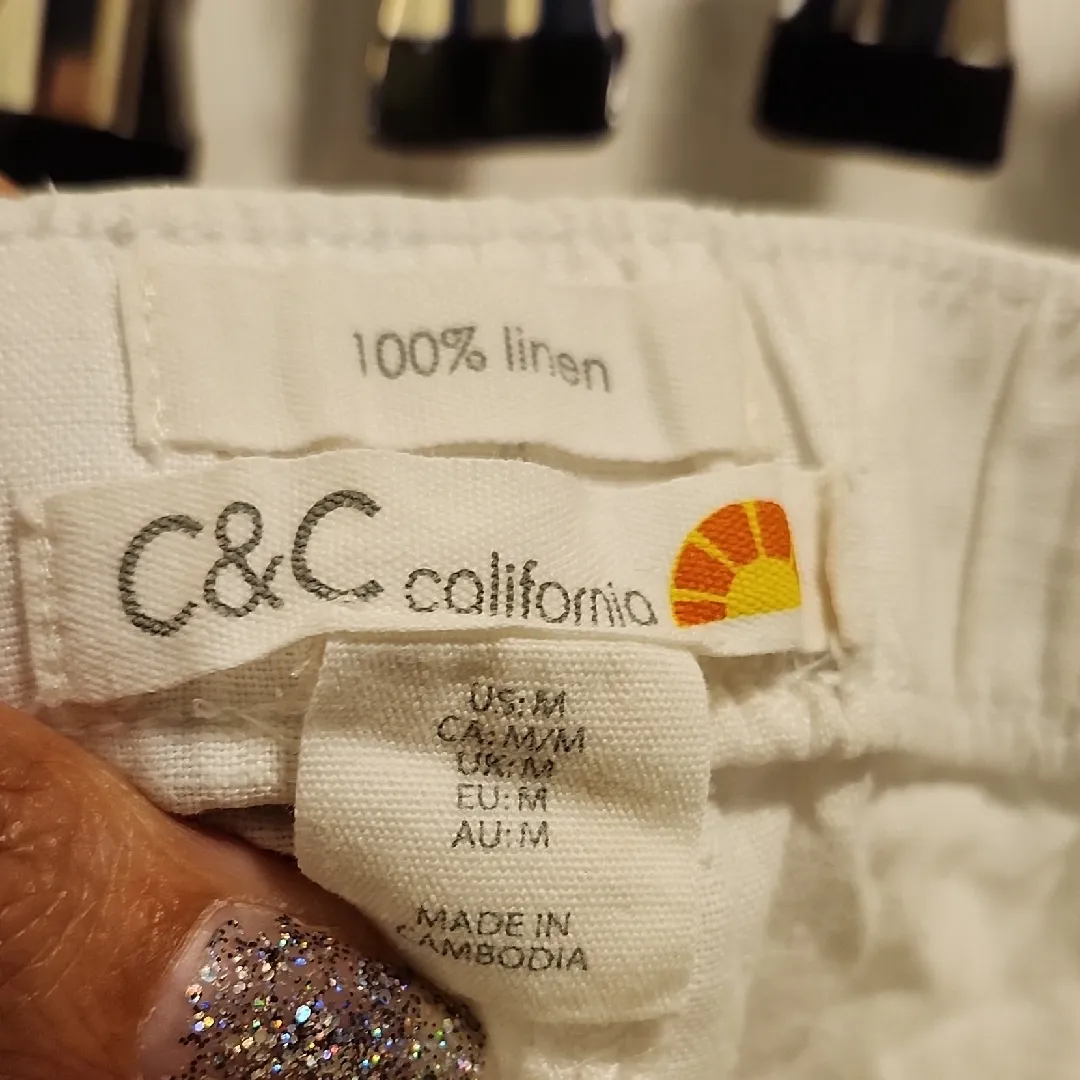 100% linen
C&C california
US: M
CA: M/M
UK: M
EU: M
AU: M
MADE IN
CAMBODIA